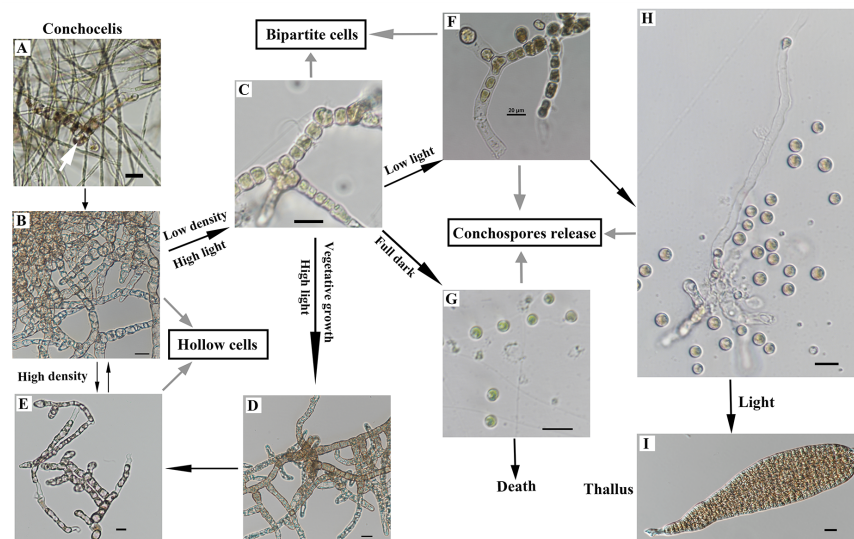 Conchocelis
A
Bipartite cells
F
20 μm
H
C
Low light
B
Low density
High light
Conchospores release
Vegetative growth
High light
Full dark
G
Hollow cells
High density
E
D
Light
Death
Thallus
I